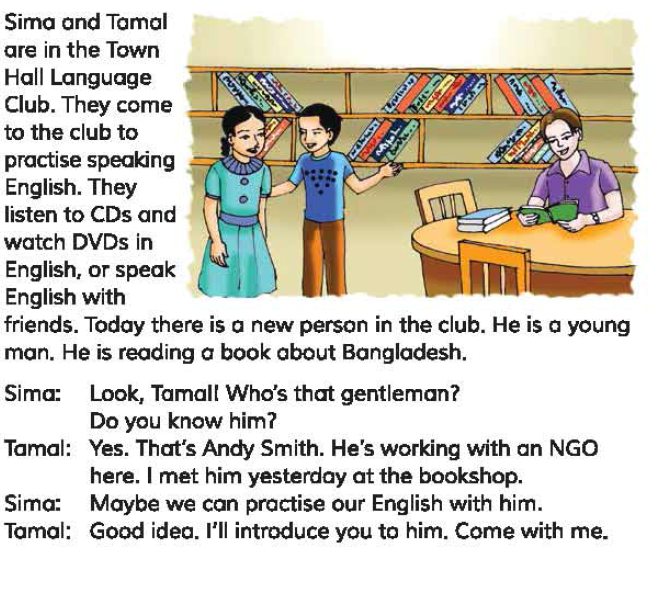 Sima and Tamal
are in the Town
Hall Language
Club. They come
to the club to
practise speaking
English. They
listen to CDs and
watch DVDs in
English, or speak
English with
friends. Today there is a new person in the club. He is a young
man. He is reading a book about Bangladesh.
Sima: Look, Tamal! Who's that gentleman?
Do you know him?
Tamal: Yes. That's Andy Smith. He's working with an NGO
here. I met him yesterday at the bookshop.
Sima: Maybe we can practise our English with him.
Tamal: Good idea. I'll introduce you to him. Come with me.